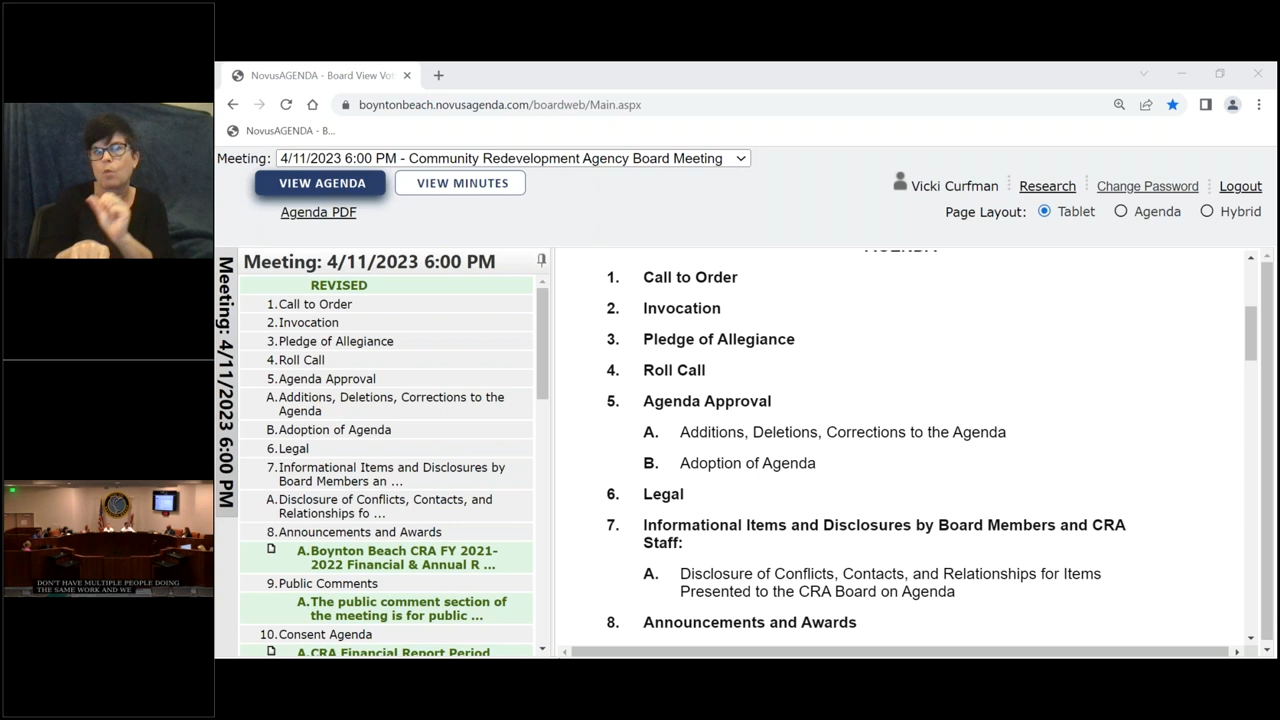 NovusAGENDA - Board View Vot
boyntonbeach.novusagenda.com/boardweb/Main.aspx
NovusAGENDA - B...
Meeting: 4/11/2023 6:00 PM - Community Redevelopment Agency Board Meeting
VIEW AGENDA VIEW MINUTES
Agenda PDF
Vicki Curfman Research Change Password Logout
Page Layout: Tablet Agenda Hybrid
Meeting: 4/11/2023 6:00 PM
Meeting: 4/11/2023 6:00 PM
REVISED
1.Call to Order
2.Invocation
3.Pledge of Allegiance
4.Roll Call
5.Agenda Approval
A.Additions, Deletions, Corrections to the
Agenda
B.Adoption of Agenda
6.Legal
7.Informational Items and Disclosures by
Board Members an ...
A.Disclosure of Conflicts, Contacts, and
Relationships fo ...
8.Announcements and Awards
A.Boynton Beach CRA FY 2021-
2022 Financial & Annual R ...
9.Public Comments
A.The public comment section of
the meeting is for public ...
10.Consent Agenda
A.CRA Financial Report Period
AGENDA
1. Call to Order
2. Invocation
3. Pledge of Allegiance
4. Roll Call
5. Agenda Approval
A. Additions, Deletions, Corrections to the Agenda
B. Adoption of Agenda
6. Legal
7. Informational Items and Disclosures by Board Members and CRA
Staff:
A. Disclosure of Conflicts, Contacts, and Relationships for Items
Presented to the CRA Board on Agenda
8. Announcements and Awards
DON'T HAVE MULTIPLE PEOPLE DOING
THE SAME WORK AND WE